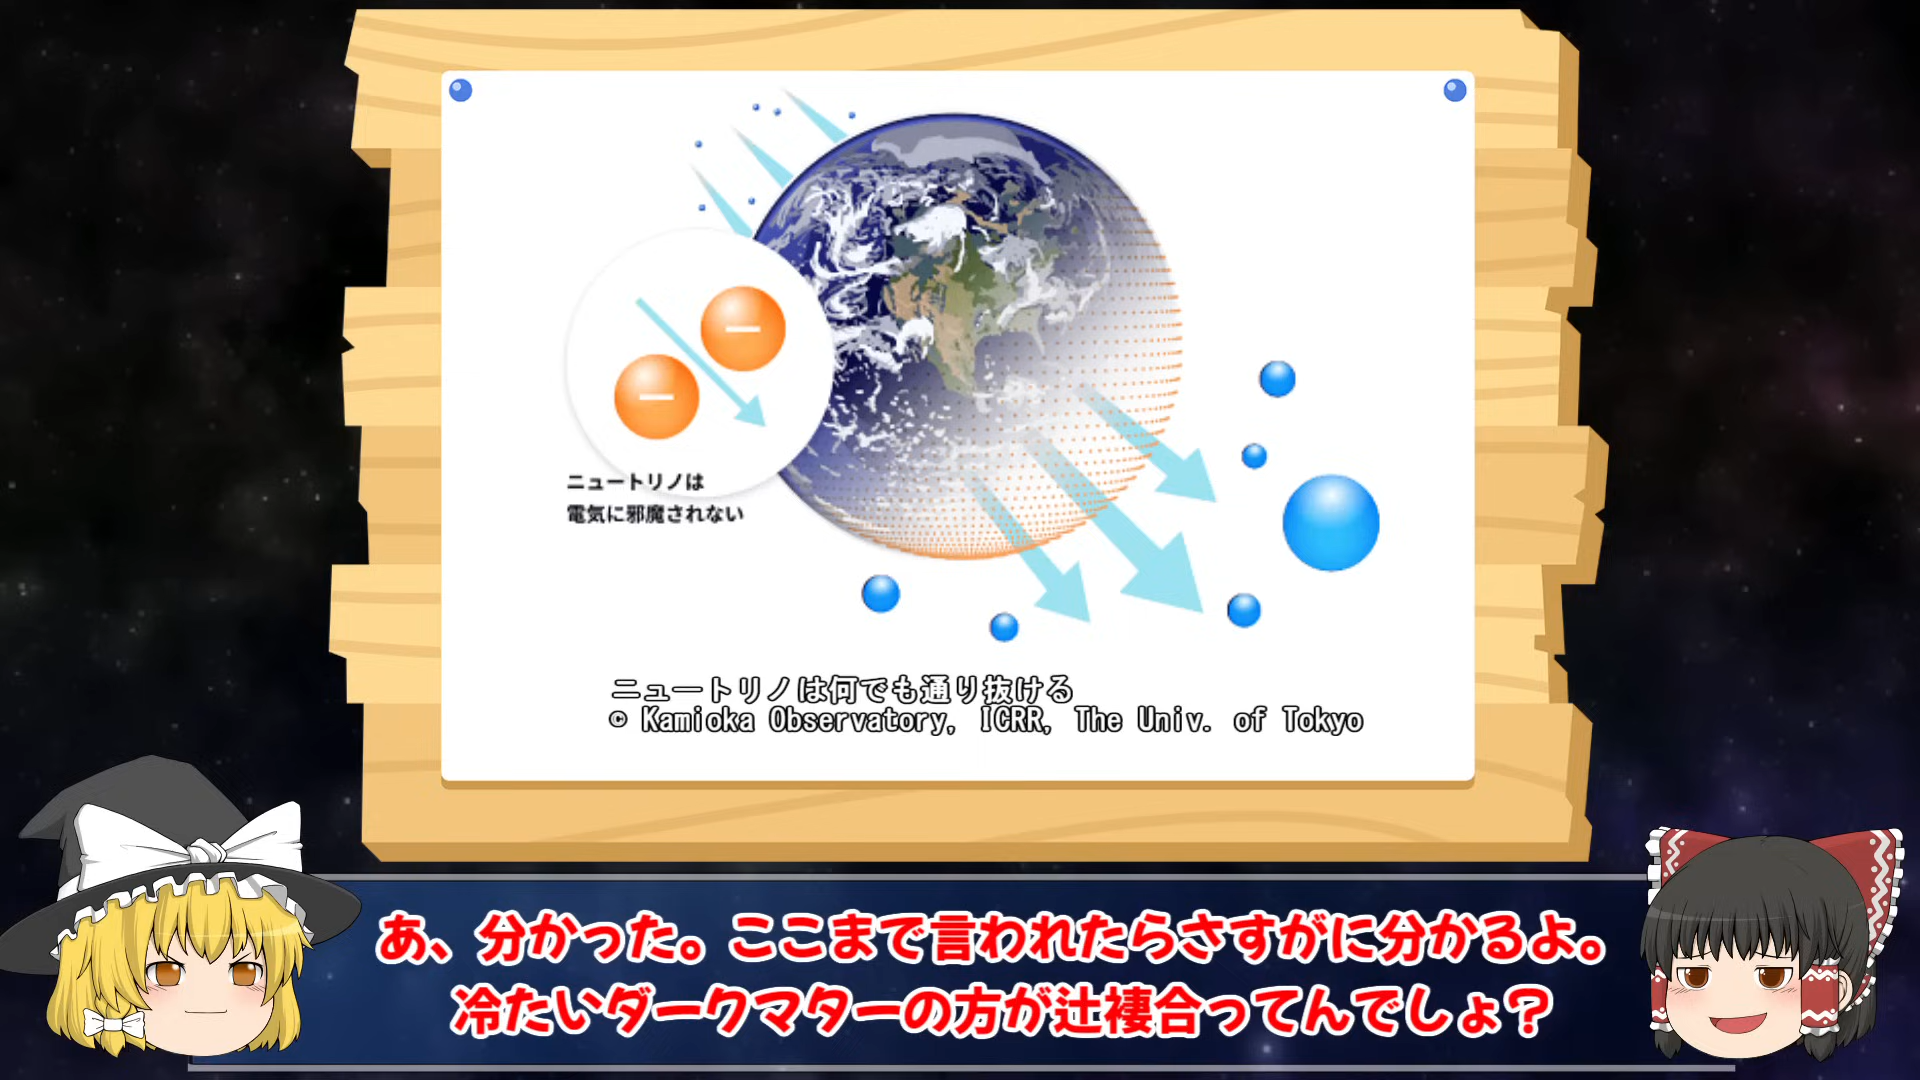 ニュートリノは
電気に邪魔されない
ニュートリノは何でも通り抜ける
© Kamioka Observatory, ICRR, The Univ. of Tokyo
あ、分かった。ここまで言われたらさすがに分かるよ。
冷たいダークマターの方が辻褄合ってんでしょ？